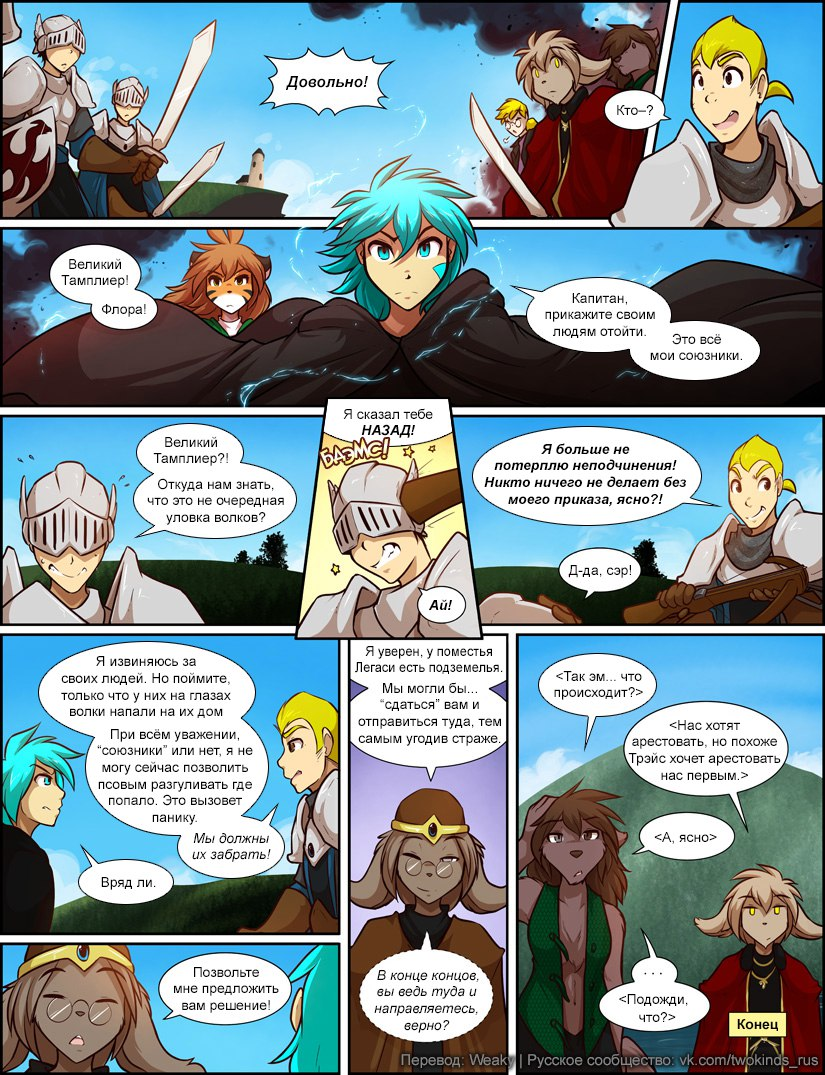 Довольно!
Кто–?
Великий
Тамплиер!
Флора!
Капитан,
прикажите своим
людям отойти.
Это всё
мои союзники.
Великий
Тамплиер?!
Откуда нам знать,
что это не очередная
уловка волков?
Я сказал тебе
НАЗАД!
БАЭМС!
Ай!
Я больше не
потерплю неподчинения!
Никто ничего не делает без
моего приказа, ясно?!
Д-да, сэр!
Я извиняюсь за
своих людей. Но поймите,
только что у них на глазах
волки напали на их дом
При всём уважении,
“союзники” или нет, я не
могу сейчас позволить
псовым разгуливать где
попало. Это вызовет
панику.
Мы должны
их забрать!
Вряд ли.
Позвольте
мне предложить
вам решение!
Я уверен, у поместья
Легаси есть подземелья.
Мы могли бы...
“сдаться” вам и
отправиться туда, тем
самым угодив страже.
В конце концов,
вы ведь туда и
направляетесь,
верно?
<Так эм... что
происходит?>
<Нас хотят
арестовать, но похоже
Трэйс хочет арестовать
нас первым.>
<А, ясно>
. . .
<Подожди,
что?>
Конец
Перевод: Weaky | Русское сообщество: vk.com/twokinds_rus